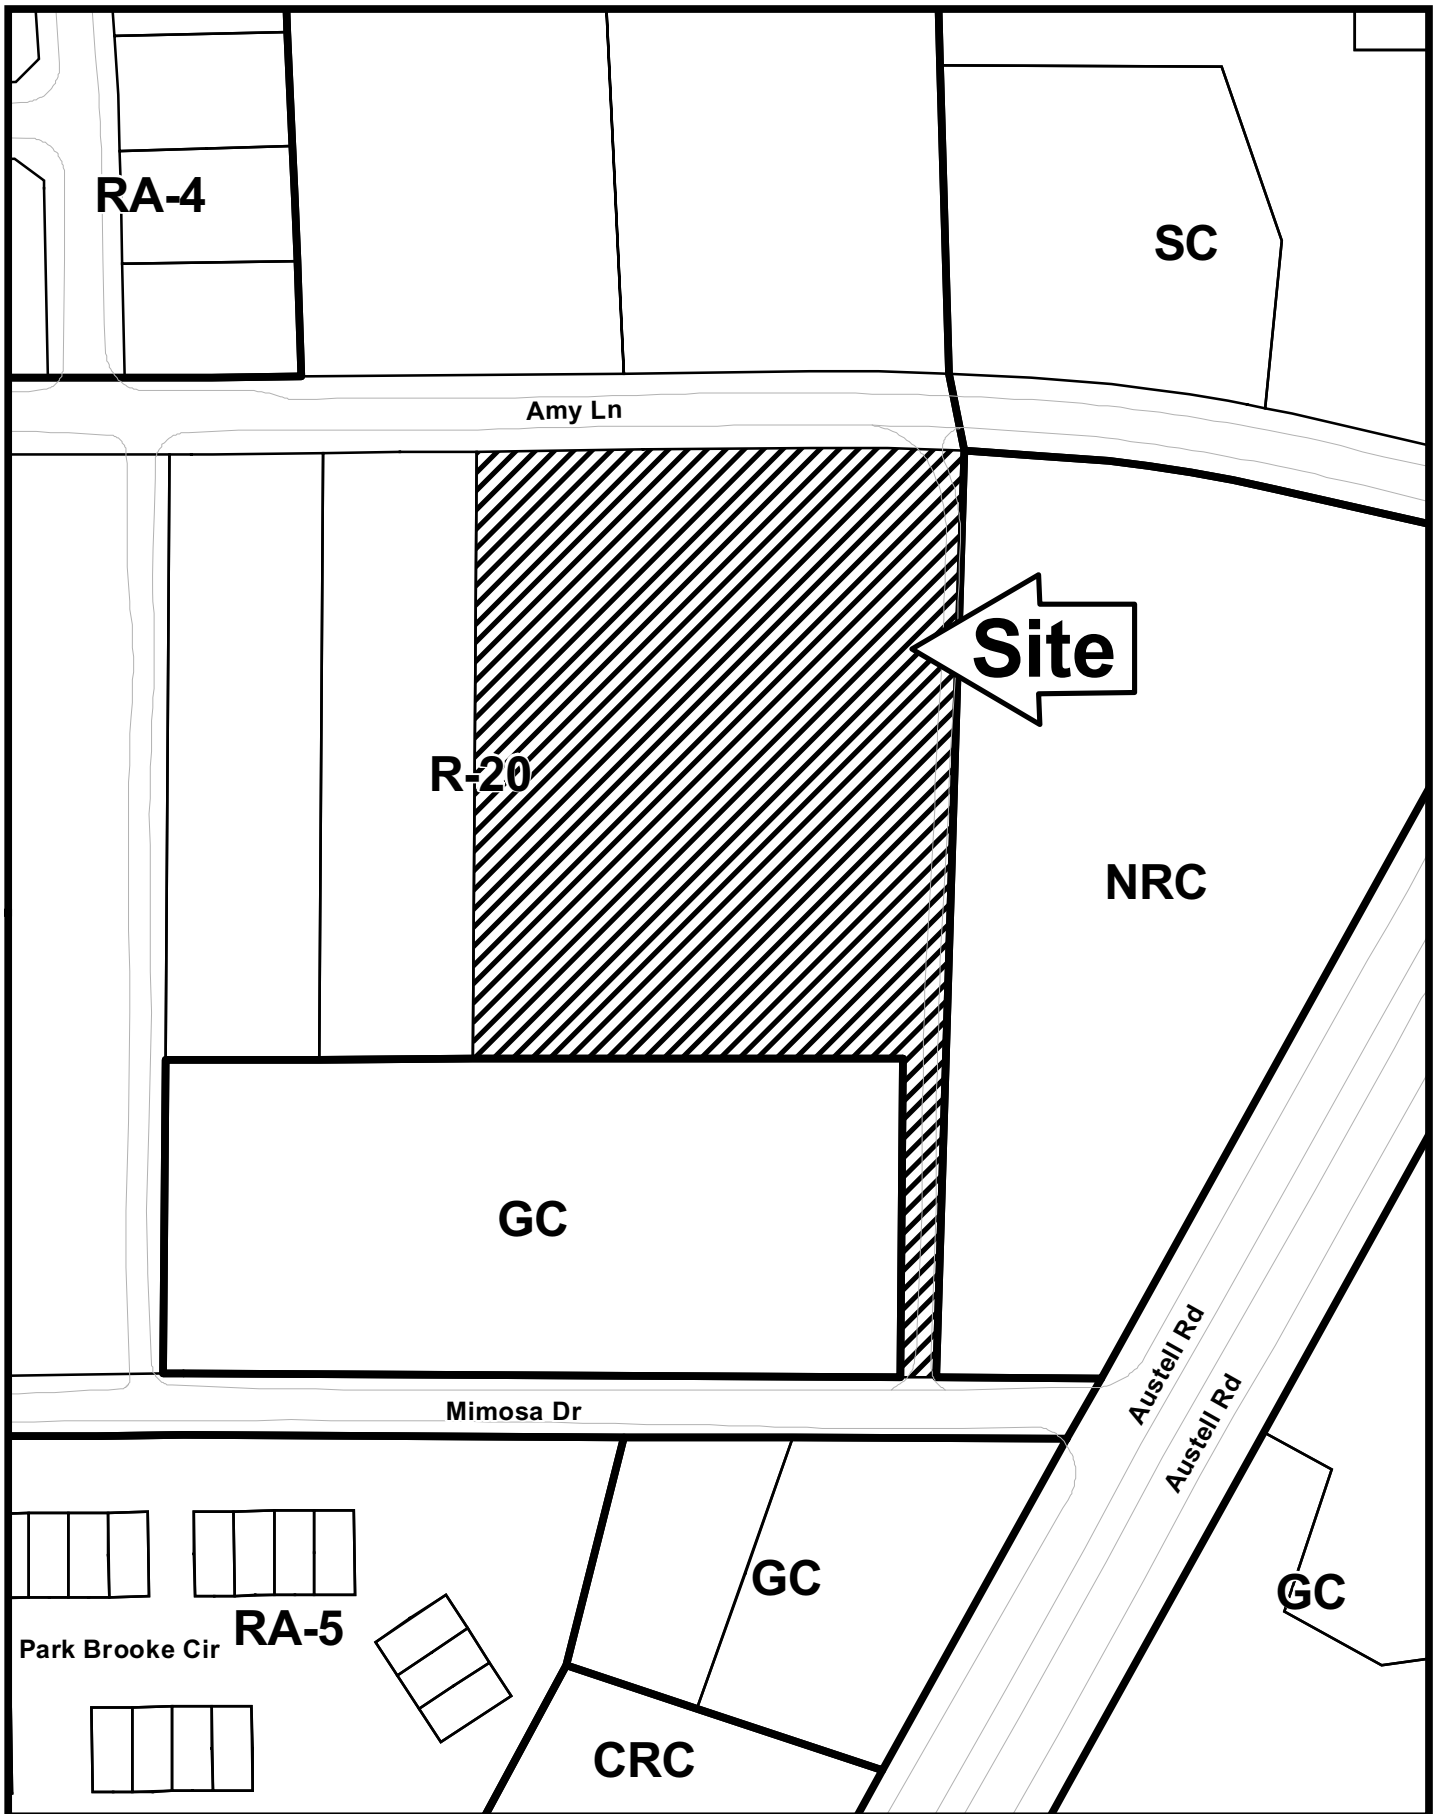 RA-4
SC
Amy Ln
Site
R-20
NRC
GC
Austell Rd
Austell Rd
Mimosa Dr
GC
GC
RA-5
Park Brooke Cir
CRC